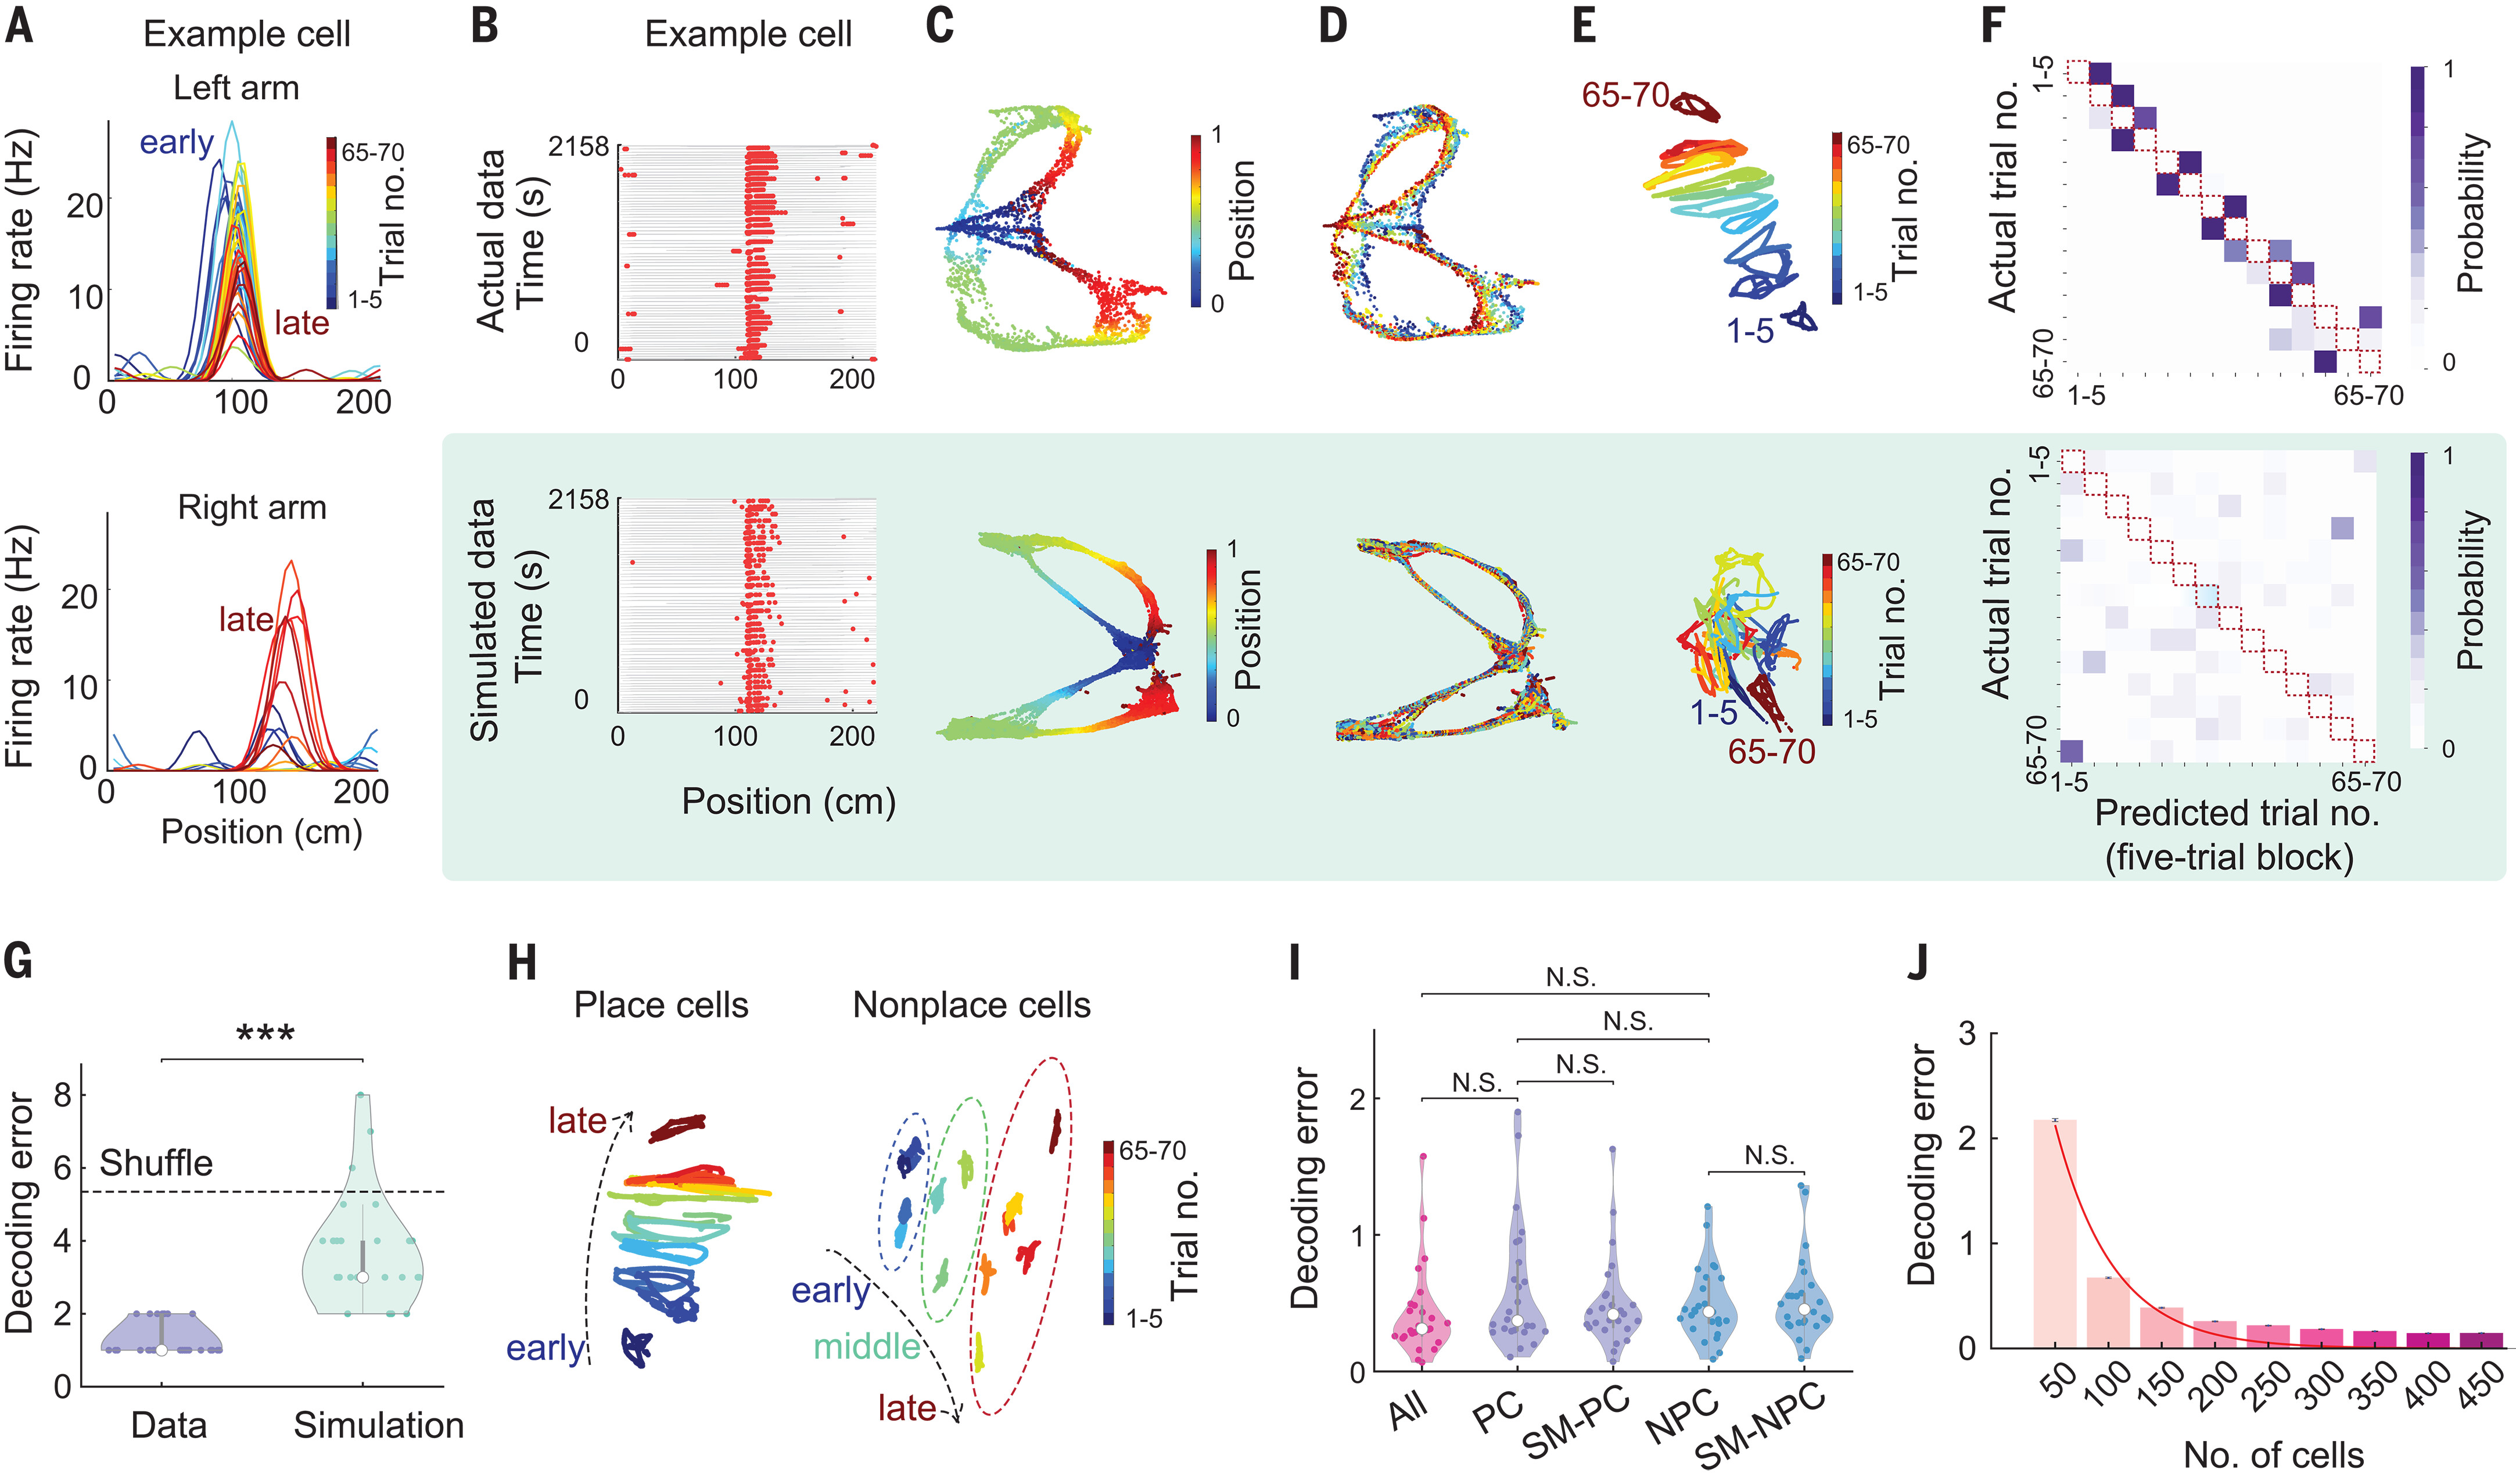 A
Example cell
Left arm
Firing rate (Hz)
20
10
0
early
late
65-70
1-5
Trial no.
0
100
200
Right arm
Firing rate (Hz)
20
10
0
late
0
100
200
Position (cm)
B
Example cell
Actual data
Time (s)
2158
0
0
100
200
Simulated data
Time (s)
2158
0
0
100
200
Position (cm)
C
1
0
Position
1
0
Position
D
E
65-70
1-5
65-70
1-5
Trial no.
1-5
65-70
65-70
1-5
Trial no.
F
Actual trial no.
1-5
65-70
1-5
65-70
1
0
Probability
Actual trial no.
1-5
65-70
1-5
65-70
1
0
Probability
Predicted trial no.
(five-trial block)
G
Decoding error
8
6
4
2
0
***
Shuffle
Data
Simulation
H
Place cells
late
early
Nonplace cells
early
middle
late
65-70
1-5
Trial no.
I
Decoding error
2
1
0
N.S.
N.S.
N.S.
N.S.
N.S.
All
PC
SM-PC
NPC
SM-NPC
J
Decoding error
3
2
1
0
50
100
150
200
250
300
350
400
450
No. of cells